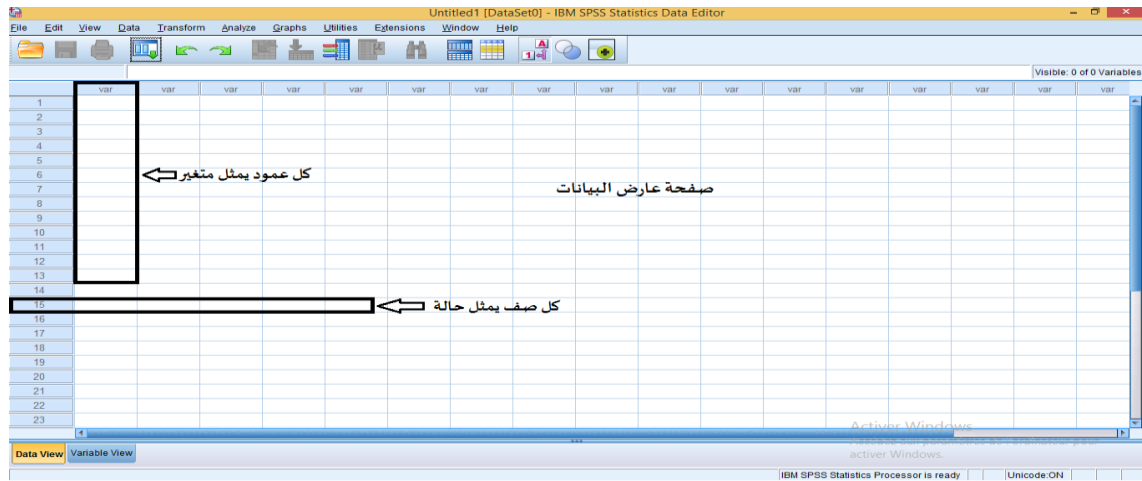 Untitled1 [DataSet0] - IBM SPSS Statistics Data Editor
File Edit View Data Transform Analyze Graphs Utilities Extensions Window Help
Visible: 0 of 0 Variables
var var var var var var var var var var var var var var var var var
1
2
3
4
5
6
كل عمود يمثل متغير
7
صفحة عارض البيانات
8
9
10
11
12
13
14
15
كل صف يمثل حالة
16
17
18
19
20
21
22
23
Activer Windows
activer Windows.
Data View Variable View
IBM SPSS Statistics Processor is ready Unicode:ON